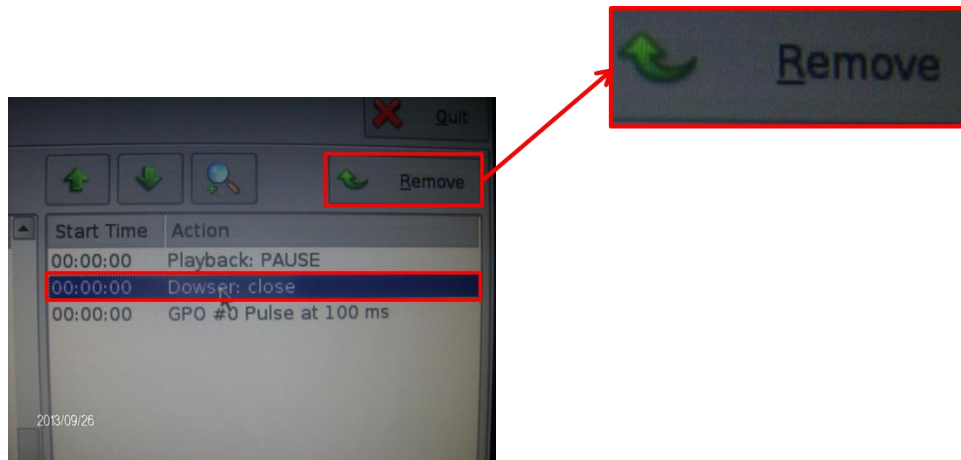 Remove
Quit
Remove
Start Time Action
00:00:00 Playback: PAUSE
00:00:00 Dowser: close
00:00:00 GPO #0 Pulse at 100 ms
2013/09/26